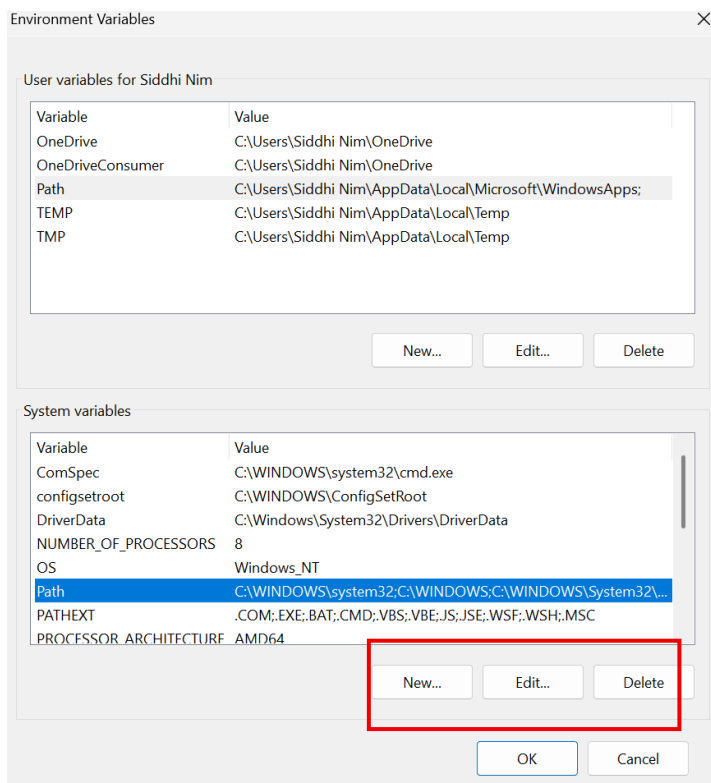 Environment Variables
User variables for Siddhi Nim
Variable Value
OneDrive C:\Users\Siddhi Nim\OneDrive
OneDriveConsumer C:\Users\Siddhi Nim\OneDrive
Path C:\Users\Siddhi Nim\AppData\Local\Microsoft\WindowsApps;
TEMP C:\Users\Siddhi Nim\AppData\Local\Temp
TMP C:\Users\Siddhi Nim\AppData\Local\Temp
New... Edit... Delete
System variables
Variable Value
ComSpec C:\WINDOWS\system32\cmd.exe
configsetroot C:\WINDOWS\ConfigSetRoot
DriverData C:\Windows\System32\Drivers\DriverData
NUMBER_OF_PROCESSORS 8
OS Windows_NT
Path C:\WINDOWS\system32;C:\WINDOWS;C:\WINDOWS\System32\...
PATHEXT .COM;.EXE;.BAT;.CMD;.VBS;.VBE;.JS;.JSE;.WSF;.WSH;.MSC
PROCESSOR_ARCHITECTURE AMD64
New... Edit... Delete
OK Cancel